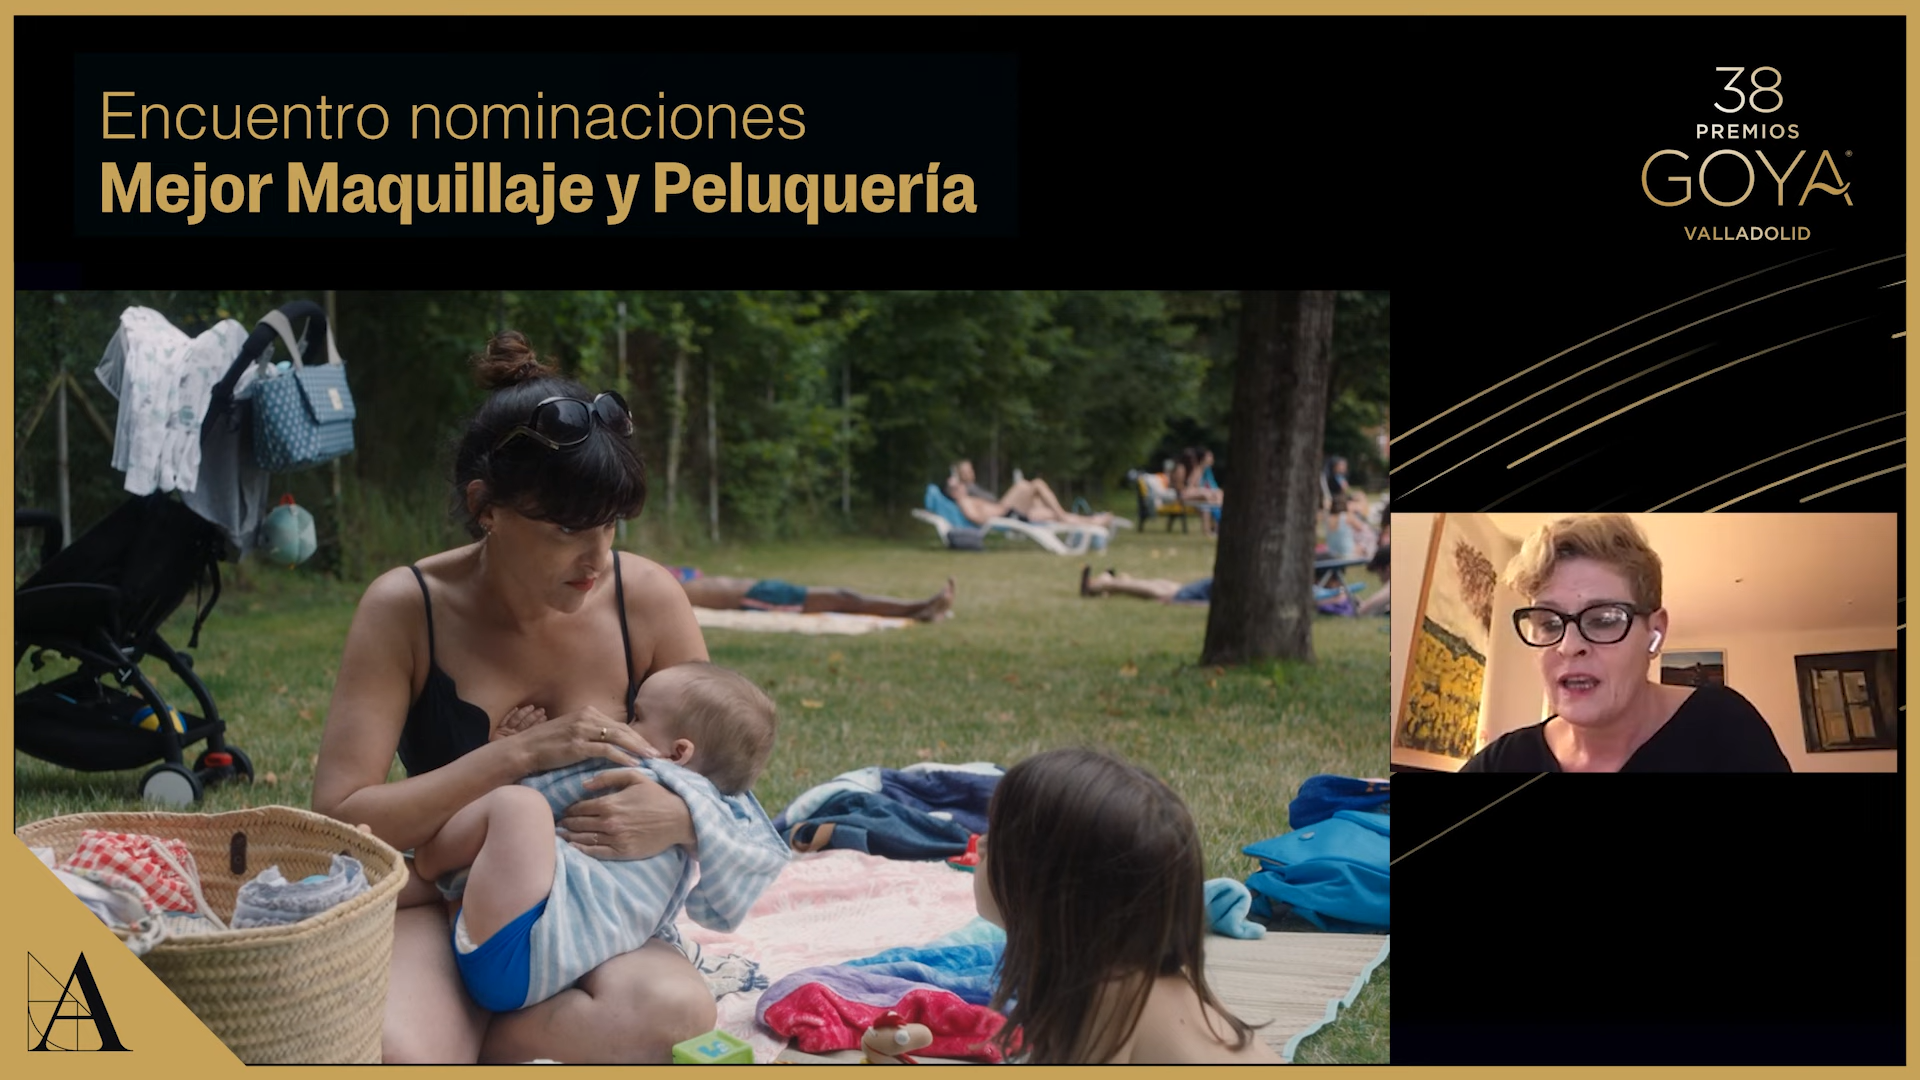 Encuentro nominaciones
Mejor Maquillaje y Peluquería
38
PREMIOS
GOYA
VALLADOLID
A